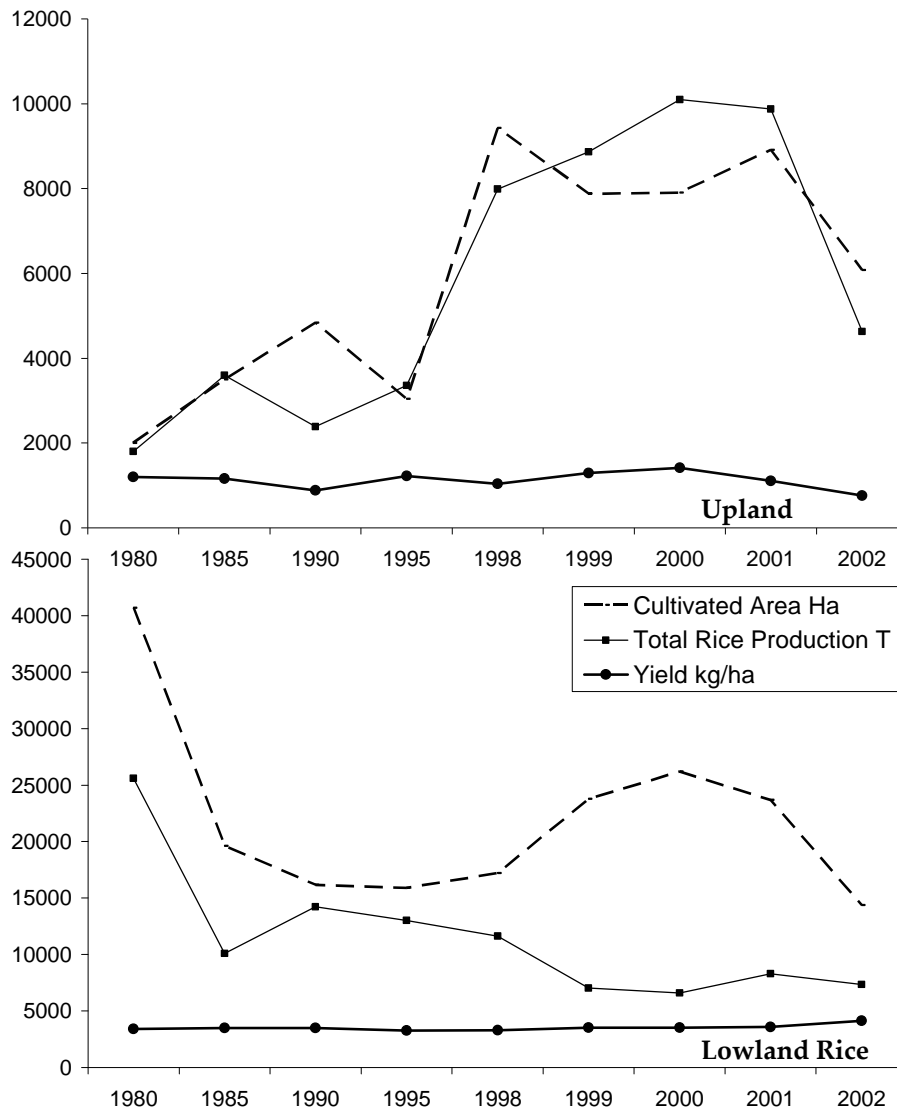 12000
10000
8000
6000
4000
2000
0
Upland
1980 1985 1990 1995 1998 1999 2000 2001 2002
45000
40000
35000
30000
25000
20000
15000
10000
5000
0
Cultivated Area Ha
Total Rice Production T
Yield kg/ha
Lowland Rice
1980 1985 1990 1995 1998 1999 2000 2001 2002